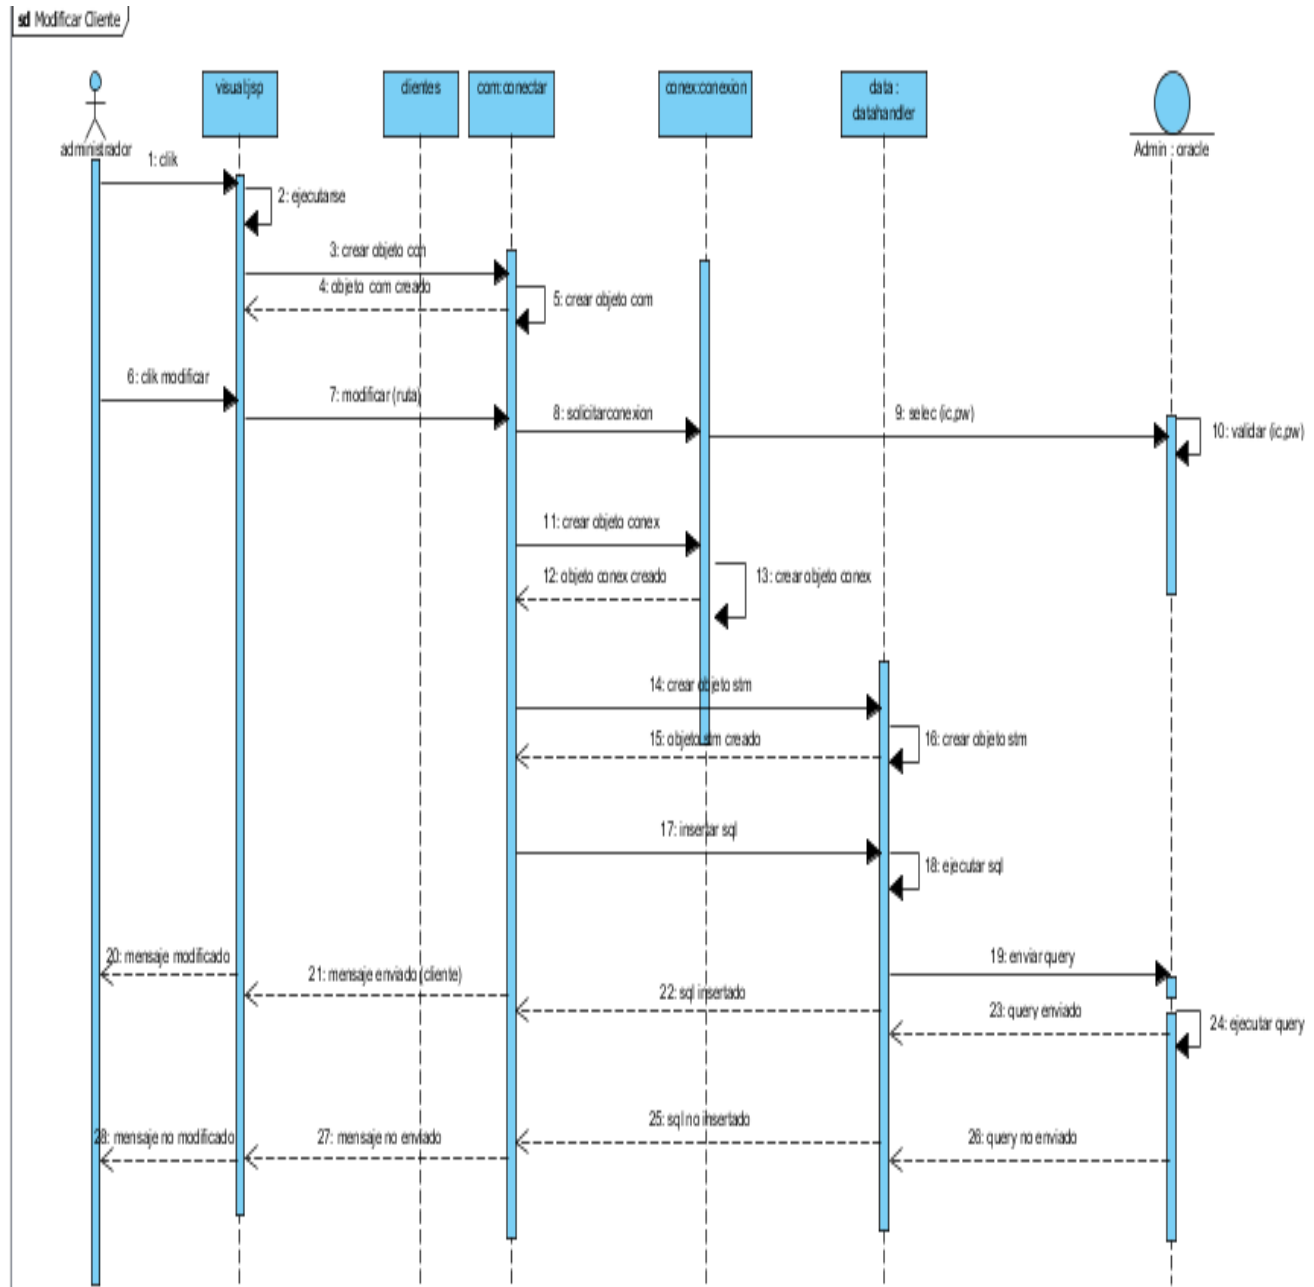 sd Modificar Cliente
visual:jsp
clientes
com:conectar
conex:conexion
data :
datahandler
administrador
Admin : oracle
1: clik
2: ejecutarse
3: crear objeto con
4: objeto com creado
5: crear objeto com
6: clik modificar
7: modificar (ruta)
8: solicitarconexion
9: selec (ic,pw)
10: validar (ic,pw)
11: crear objeto conex
12: objeto conex creado
13: crear objeto conex
14: crear objeto stm
15: objeto stm creado
16: crear objeto stm
17: insertar sql
18: ejecutar sql
19: enviar query
20: mensaje modificado
21: mensaje enviado (cliente)
22: sql insertado
23: query enviado
24: ejecutar query
25: sql no insertado
26: query no enviado
27: mensaje no enviado
28: mensaje no modificado